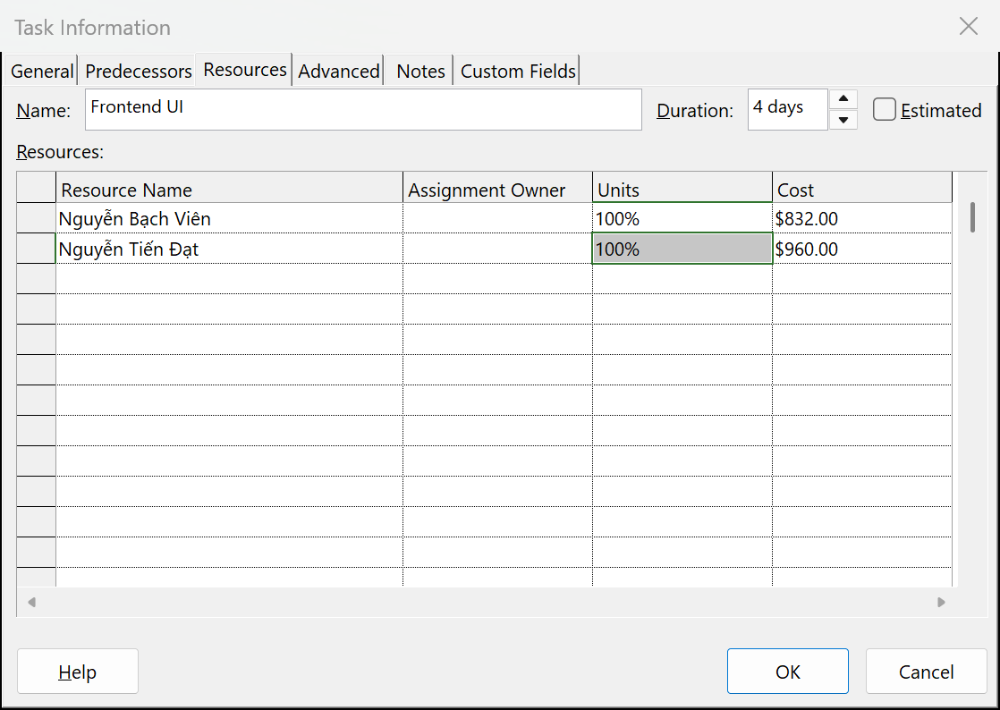 Task Information
General Predecessors Resources Advanced Notes Custom Fields
Name: Frontend UI Duration: 4 days Estimated
Resources:
Resource Name Assignment Owner Units Cost
Nguyễn Bạch Viên 100% $832.00
Nguyễn Tiến Đạt 100% $960.00
Help OK Cancel